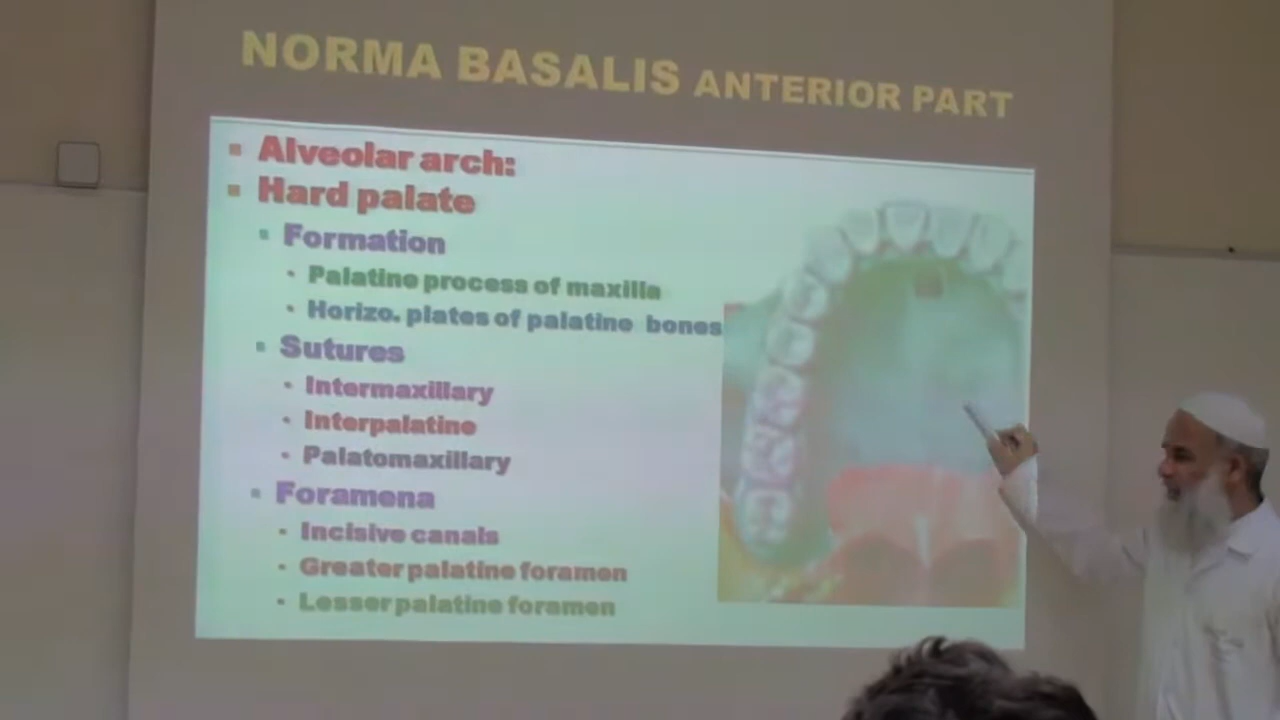 NORMA BASALIS ANTERIOR PART
Alveolar arch:
Hard palate
Formation
Palatine process of maxilla
Horizo. plates of palatine bones
Sutures
Intermaxillary
Interpalatine
Palatomaxillary
Foramena
Incisive canals
Greater palatine foramen
Lesser palatine foramen